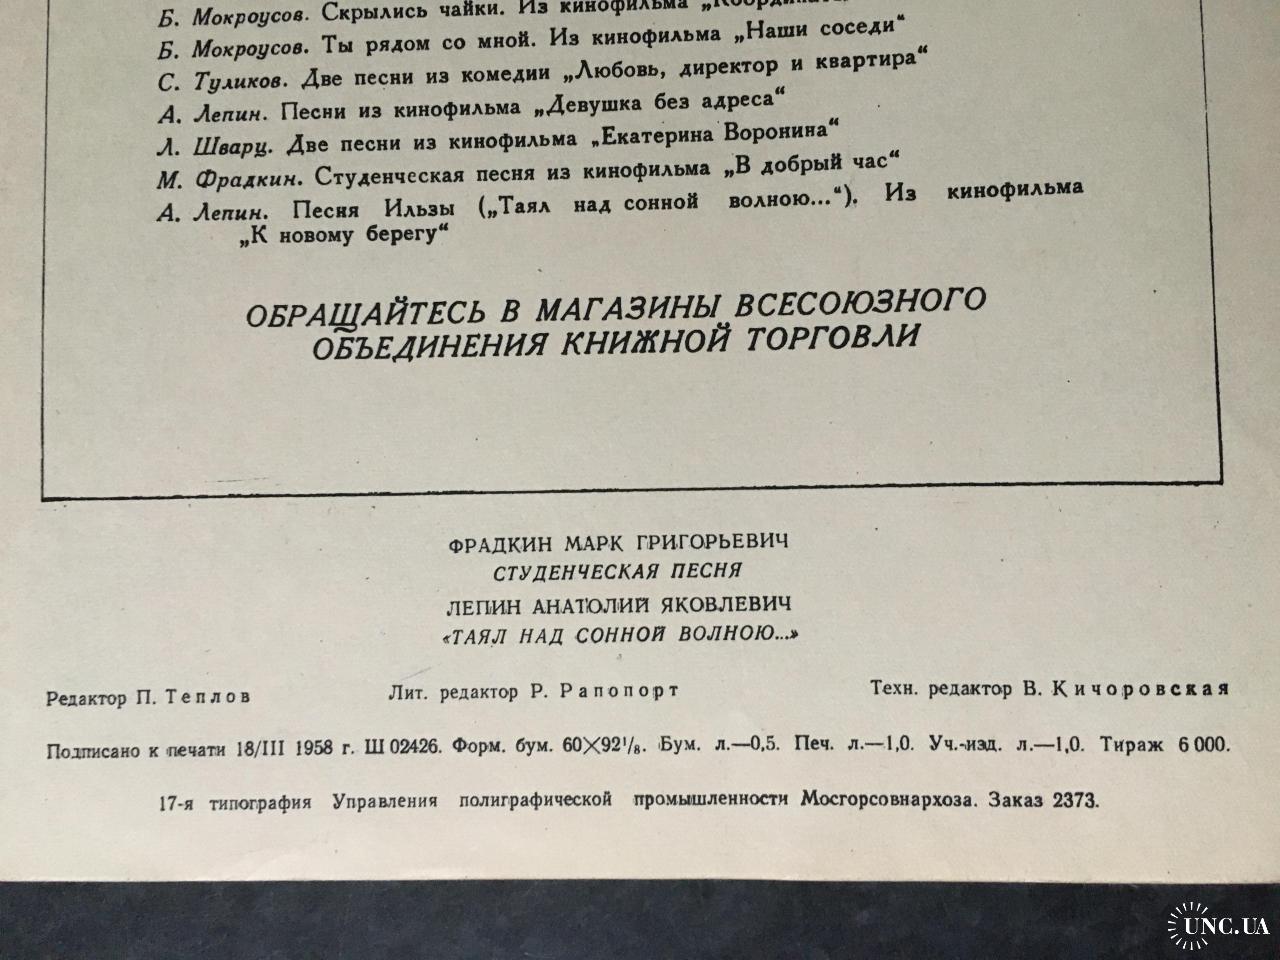 Б. Мокроусов. Скрылись чайки. Из кинофильма
Б. Мокроусов. Ты рядом со мной. Из кинофильма „Наши соседи“
С. Туликов. Две песни из комедии „Любовь, директор и квартира“
А. Лепин. Песни из кинофильма „Девушка без адреса“
Л. Шварц. Две песни из кинофильма „Екатерина Воронина“
М. Фрадкин. Студенческая песня из кинофильма „В добрый час“
А. Лепин. Песня Ильзы („Таял над сонной волною...“). Из кинофильма
„К новому берегу“
ОБРАЩАЙТЕСЬ В МАГАЗИНЫ ВСЕСОЮЗНОГО
ОБЪЕДИНЕНИЯ КНИЖНОЙ ТОРГОВЛИ
ФРАДКИН МАРК ГРИГОРЬЕВИЧ
СТУДЕНЧЕСКАЯ ПЕСНЯ
ЛЕПИН АНАТОЛИЙ ЯКОВЛЕВИЧ
«ТАЯЛ НАД СОННОЙ ВОЛНОЮ...»
Редактор П. Теплов Лит. редактор Р. Рапопорт Техн. редактор В. Кичоровская
Подписано к печати 18/III 1958 г. Ш 02426. Форм. бум. 60×92¹/₈. Бум. л.—0,5. Печ. л.—1,0. Уч.-изд. л.—1,0. Тираж 6 000.
17-я типография Управления полиграфической промышленности Мосгорсовнархоза. Заказ 2373.
UNC.UA